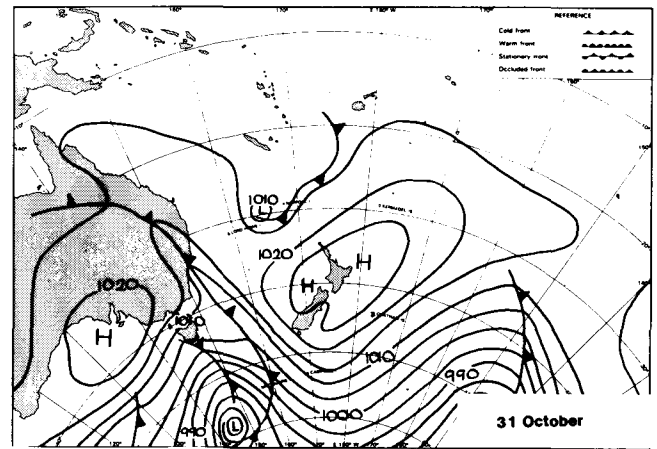 REFERENCE
Cold front
Warm front
Stationary front
Occluded front
1010
L
1020
H
H
1020
H
1010
1010
990
1000
990
L
31 October